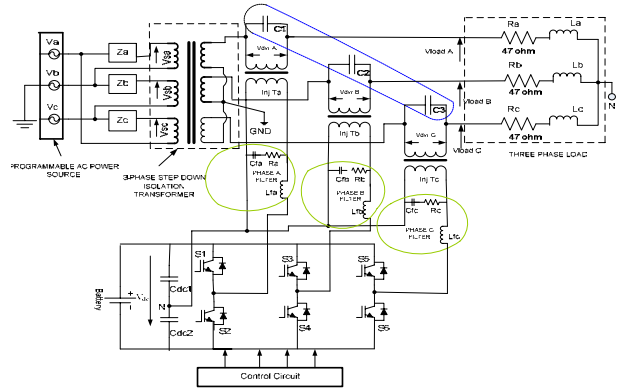 Va
Vb
Vc
Za
Zb
Zc
Vsa
Vsb
Vsc
PROGRAMMABLE AC POWER
SOURCE
3-PHASE STEP DOWN
ISOLATION
TRANSFORMER
GND
C1
Vdvr A
Inj Ta
C2
Vdvr B
Inj Tb
C3
Vdvr C
Inj Tc
Vload A
Vload B
Vload C
Ra
47 ohm
La
Rb
47 ohm
Lb
Rc
47 ohm
Lc
N
THREE PHASE LOAD
Cfa
Ra
PHASE A
FILTER
Lfa
Cfb
Rb
PHASE B
FILTER
Lfb
Cfc
Rc
PHASE C
FILTER
Lfc
Battery
+
-
Vdc
Cdc1
N
Cdc2
S1
S2
S3
S4
S5
S6
Control Circuit